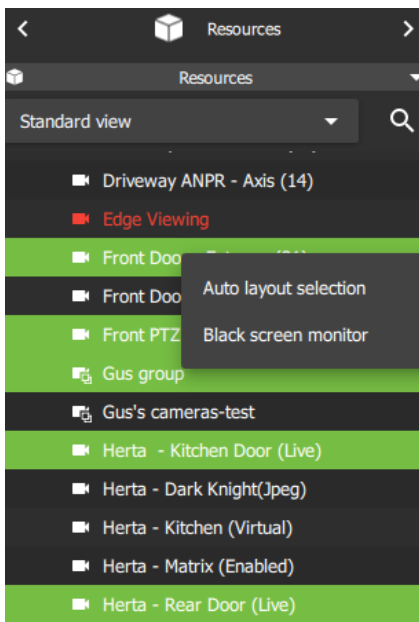 Resources
Resources
Standard view
Driveway ANPR - Axis (14)
Edge Viewing
Front Doo
Front Doo
Auto layout selection
Front PTZ
Black screen monitor
Gus group
Gus's cameras-test
Herta - Kitchen Door (Live)
Herta - Dark Knight(Jpeg)
Herta - Kitchen (Virtual)
Herta - Matrix (Enabled)
Herta - Rear Door (Live)